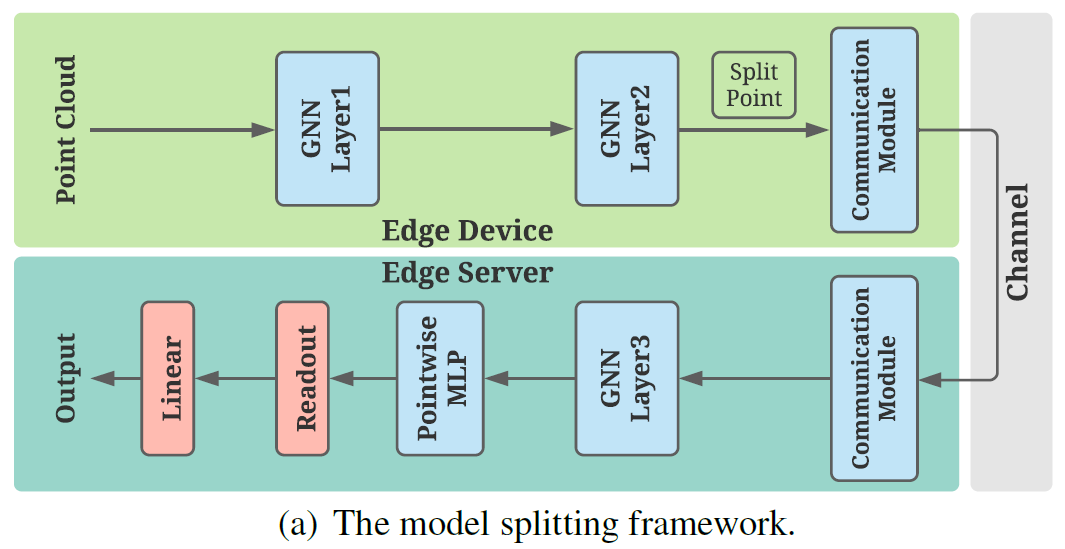 Point Cloud
GNN
Layer1
GNN
Layer2
Split
Point
Communication
Module
Edge Device
Channel
Edge Server
Output
Linear
Readout
Pointwise
MLP
GNN
Layer3
Communication
Module
(a) The model splitting framework.